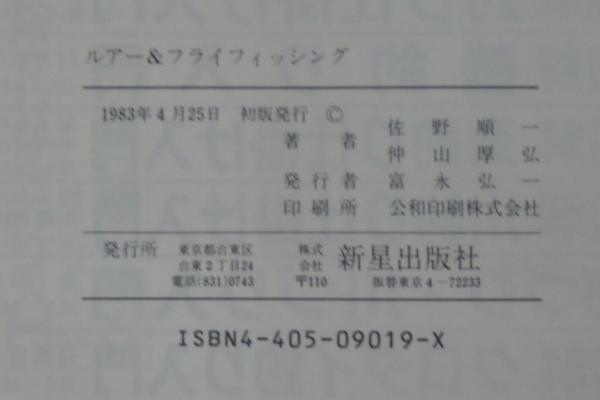 ルアー&フライフィッシング
1983年4月25日 初版発行 ©
著者 佐野順一
仲山厚弘
発行者 富永弘一
印刷所 公和印刷株式会社
発行所 東京都台東区台東2丁目24 電話(831)0743
株式会社 新星出版社
〒110 振替東京4-72233
ISBN4-405-09019-X